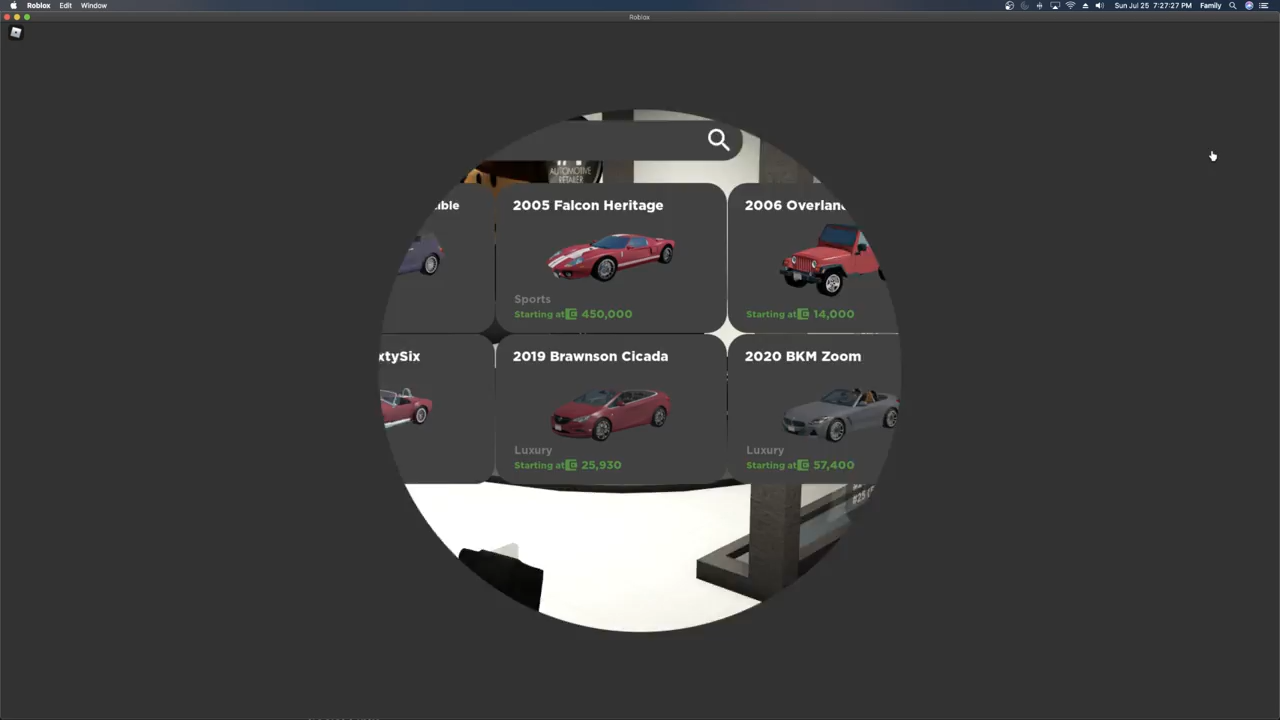 Roblox Edit Window Sun Jul 25 7:27:27 PM Family
Roblox
AUTOMOTIVE
RETAILER
ible 2005 Falcon Heritage 2006 Overland
Sports
Starting at 450,000 Starting at 14,000
xtySix 2019 Brawnson Cicada 2020 BKM Zoom
Luxury Luxury
Starting at 25,930 Starting at 57,400